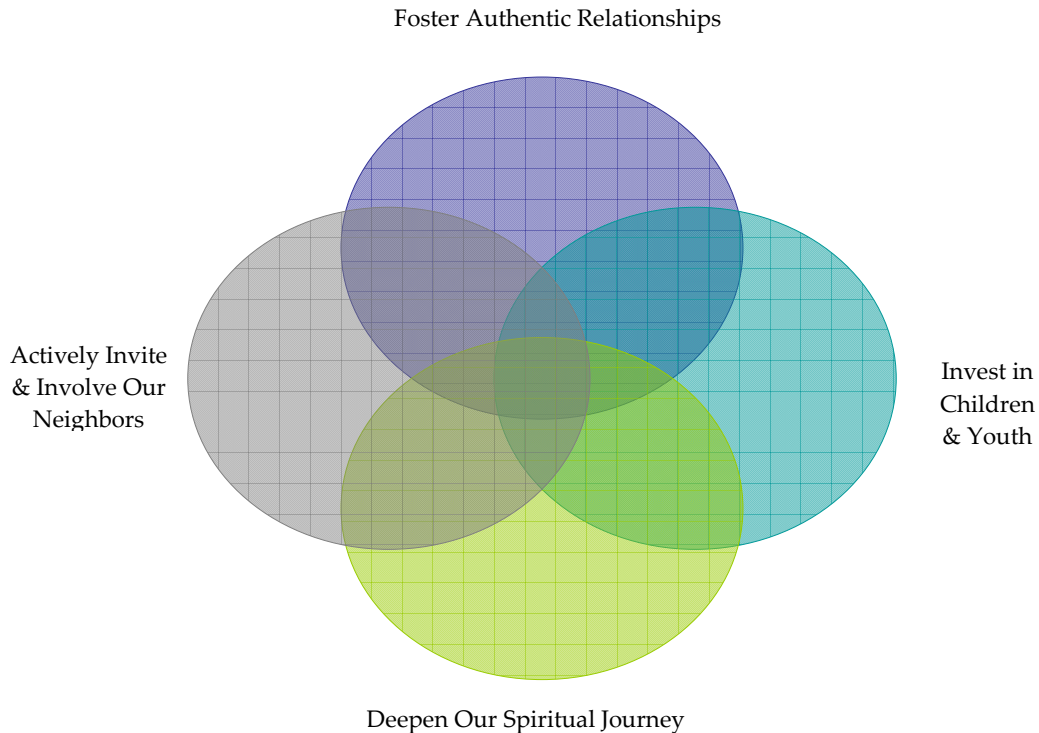 Foster Authentic Relationships
Actively Invite
& Involve Our
Neighbors
Invest in
Children
& Youth
Deepen Our Spiritual Journey